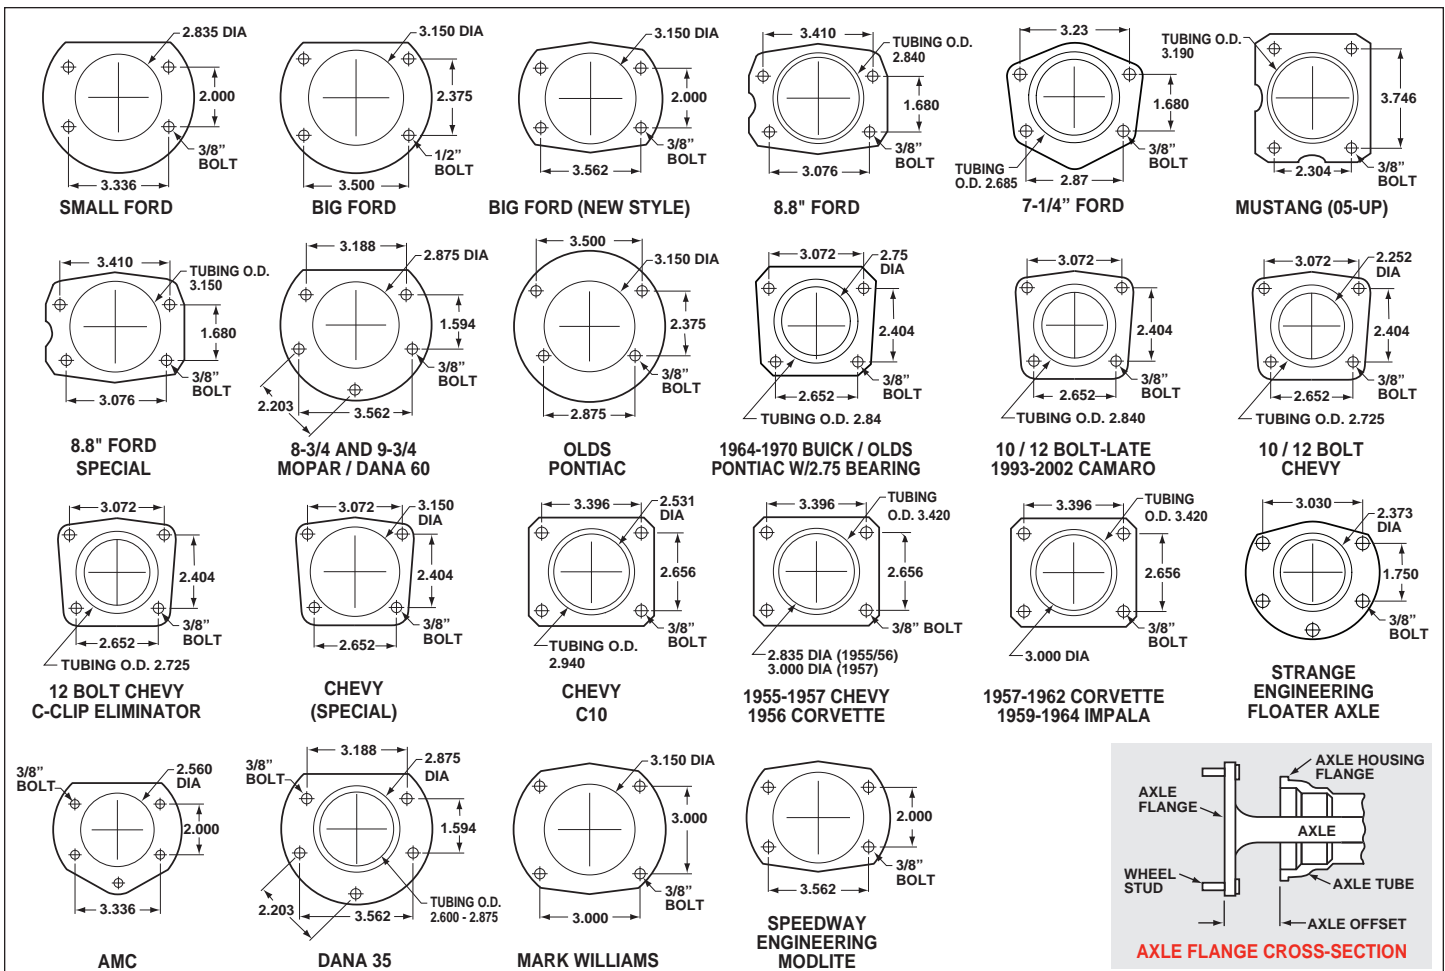 2.835 DIA
2.000
3/8”
BOLT
3.336
SMALL FORD
3.150 DIA
2.375
1/2”
BOLT
3.500
BIG FORD
3.150 DIA
2.000
3/8”
BOLT
3.562
BIG FORD (NEW STYLE)
3.410
TUBING O.D.
2.840
1.680
3/8”
BOLT
3.076
8.8" FORD
3.23
1.680
3/8”
BOLT
TUBING
O.D. 2.685
2.87
7-1/4” FORD
TUBING O.D.
3.190
3.746
3/8”
BOLT
2.304
MUSTANG (05-UP)
3.410
TUBING O.D.
3.150
1.680
3/8”
BOLT
3.076
8.8" FORD
SPECIAL
3.188
2.875 DIA
1.594
3/8”
BOLT
2.203
3.562
8-3/4 AND 9-3/4
MOPAR / DANA 60
3.500
3.150 DIA
2.375
3/8”
BOLT
2.875
OLDS
PONTIAC
3.072
2.75
DIA
2.404
3/8”
BOLT
2.652
TUBING O.D. 2.84
1964-1970 BUICK / OLDS
PONTIAC W/2.75 BEARING
3.072
2.404
3/8”
BOLT
2.652
TUBING O.D. 2.840
10 / 12 BOLT-LATE
1993-2002 CAMARO
3.072
2.252
DIA
2.404
3/8”
BOLT
2.652
TUBING O.D. 2.725
10 / 12 BOLT
CHEVY
3.072
2.404
3/8”
BOLT
2.652
TUBING O.D. 2.725
12 BOLT CHEVY
C-CLIP ELIMINATOR
3.072
3.150
DIA
2.404
3/8”
BOLT
2.652
CHEVY
(SPECIAL)
3.396
2.531
DIA
2.656
3/8”
BOLT
TUBING O.D.
2.940
CHEVY
C10
3.396
TUBING
O.D. 3.420
2.656
3/8” BOLT
2.835 DIA (1955/56)
3.000 DIA (1957)
1955-1957 CHEVY
1956 CORVETTE
3.396
TUBING
O.D. 3.420
2.656
3/8”
BOLT
3.000 DIA
1957-1962 CORVETTE
1959-1964 IMPALA
3.030
2.373
DIA
1.750
3/8”
BOLT
STRANGE
ENGINEERING
FLOATER AXLE
3/8”
BOLT
2.560
DIA
2.000
3.336
AMC
3/8”
BOLT
3.188
2.875
DIA
1.594
2.203
3.562
TUBING O.D.
2.600 - 2.875
DANA 35
3.150 DIA
3.000
3/8”
BOLT
3.000
MARK WILLIAMS
2.000
3/8”
BOLT
3.562
SPEEDWAY
ENGINEERING
MODLITE
AXLE HOUSING
FLANGE
AXLE
FLANGE
AXLE
WHEEL
STUD
AXLE TUBE
AXLE OFFSET
AXLE FLANGE CROSS-SECTION